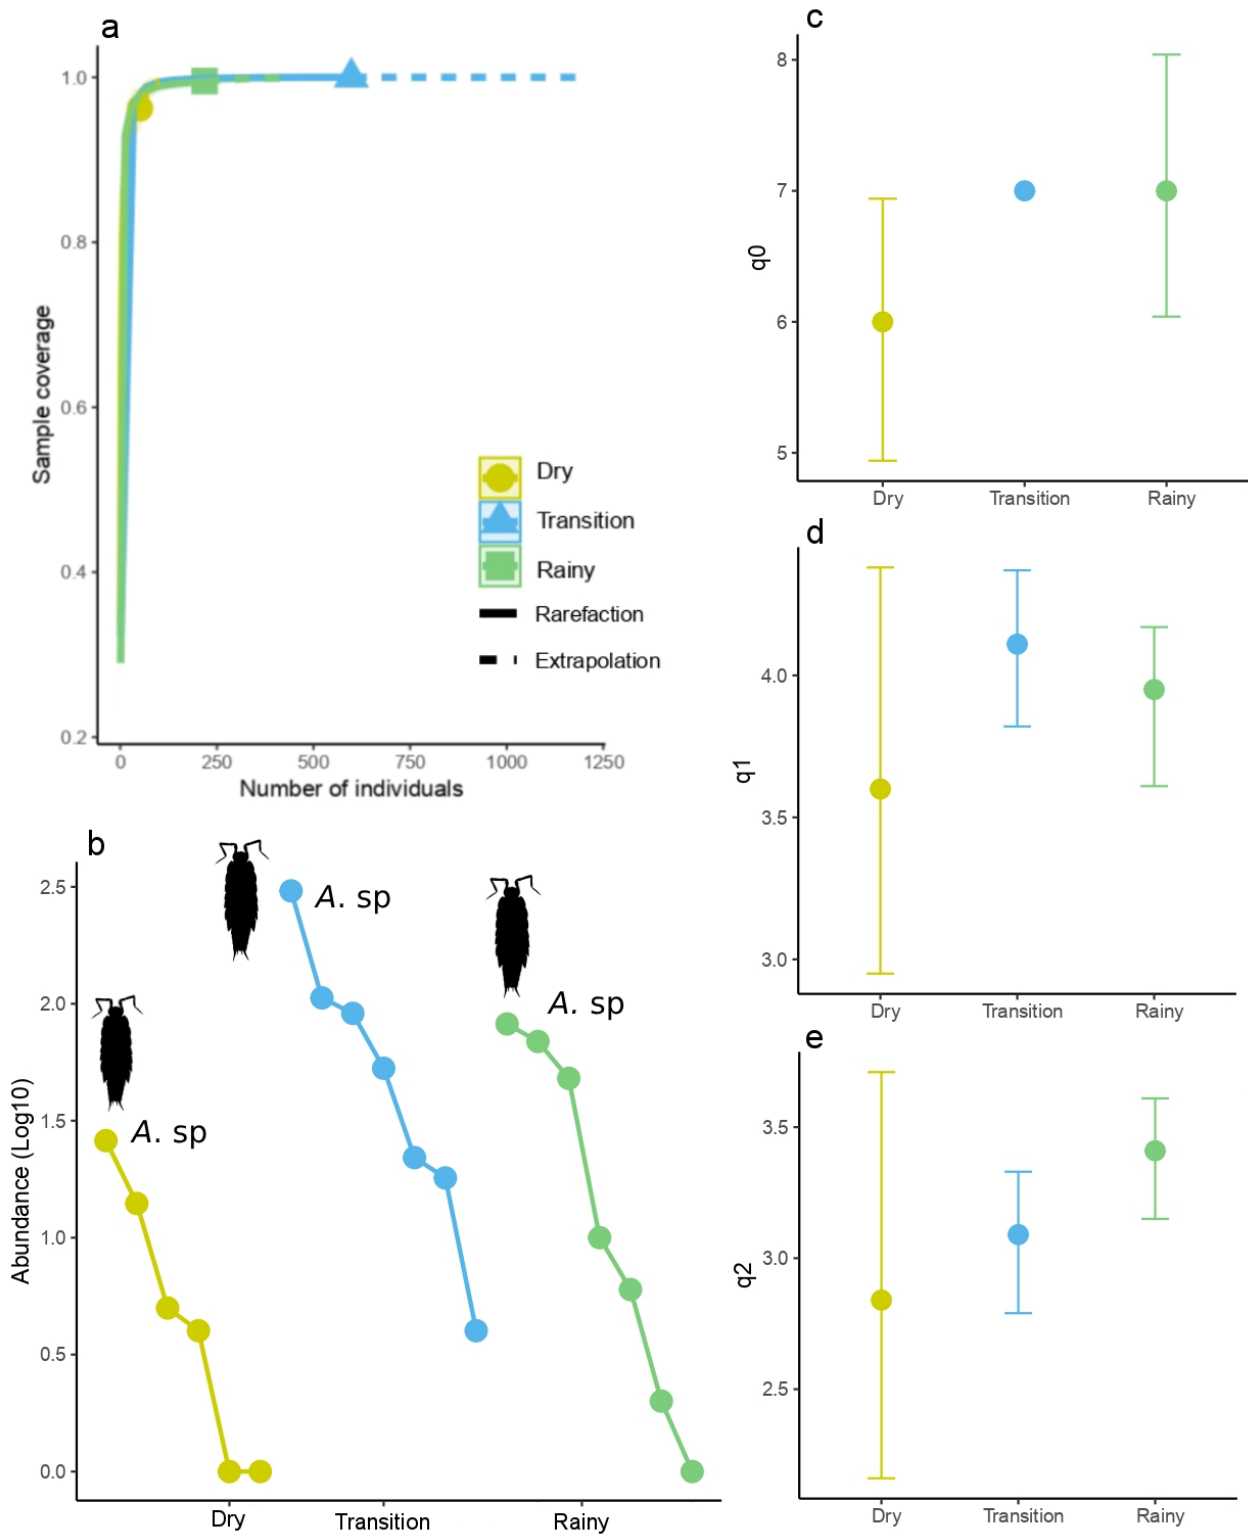 a
1.0
0.8
0.6
0.4
0.2
Sample coverage
0
250
500
750
1000
1250
Number of individuals
Dry
Transition
Rainy
Rarefaction
Extrapolation
b
2.5
2.0
1.5
1.0
0.5
0.0
Abundance (Log10)
A. sp
A. sp
A. sp
Dry
Transition
Rainy
c
8
7
6
5
q0
Dry
Transition
Rainy
d
4.0
3.5
3.0
q1
Dry
Transition
Rainy
e
3.5
3.0
2.5
q2
Dry
Transition
Rainy